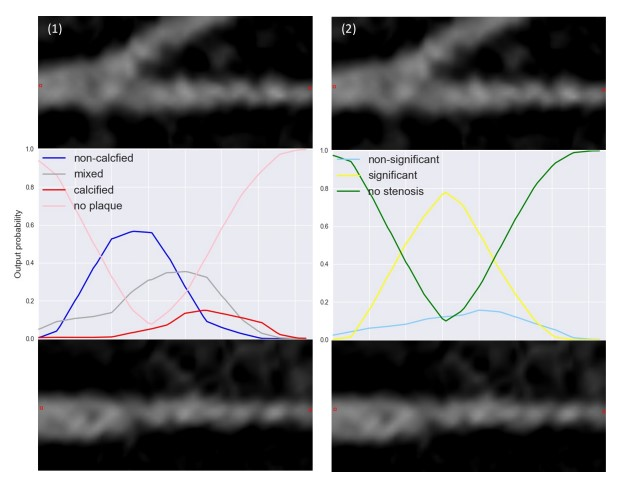 (1)
(2)
non-calcfied
mixed
calcified
no plaque
Output probability
1.0
0.8
0.6
0.4
0.2
0.0
non-significant
significant
no stenosis
1.0
0.8
0.6
0.4
0.2
0.0